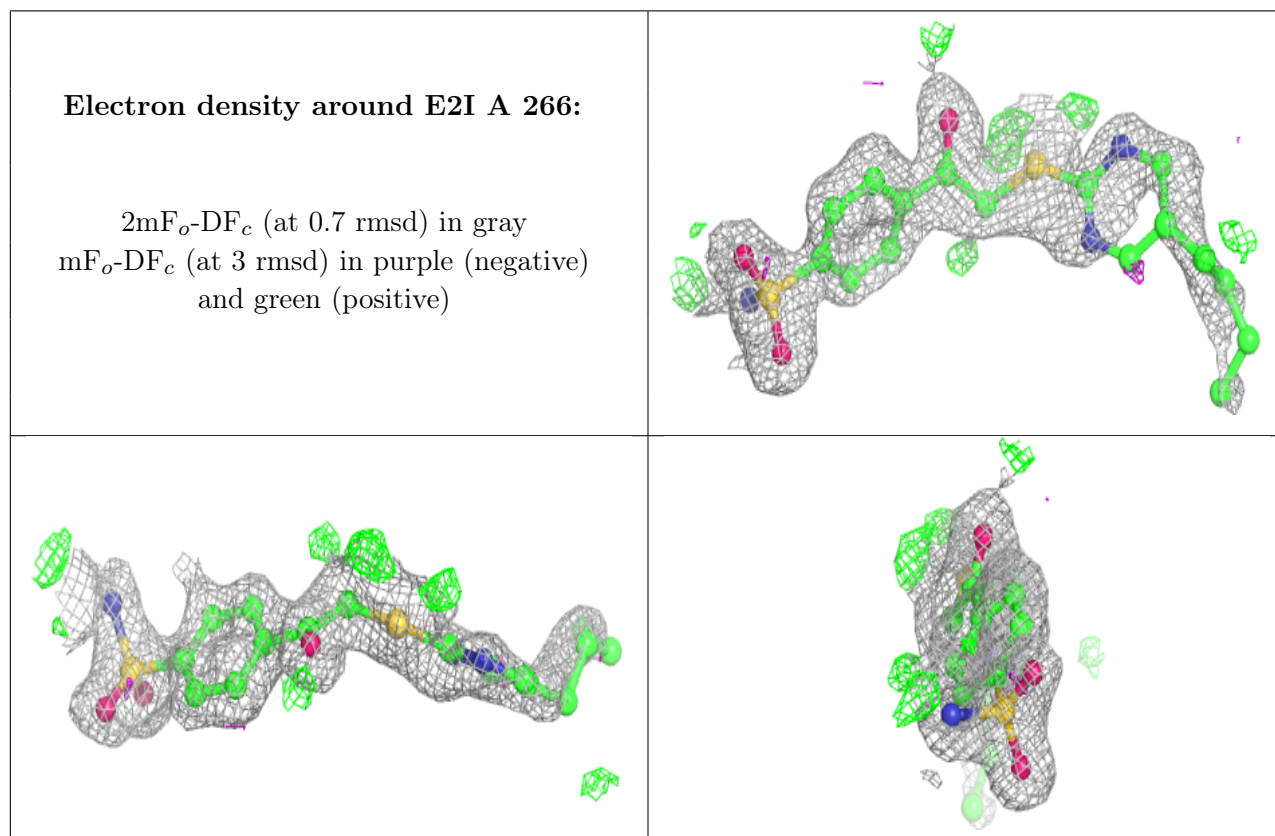 Electron density around E2I A 266:
2mFₒ-DF𝒸 (at 0.7 rmsd) in gray
mFₒ-DF𝒸 (at 3 rmsd) in purple (negative)
and green (positive)